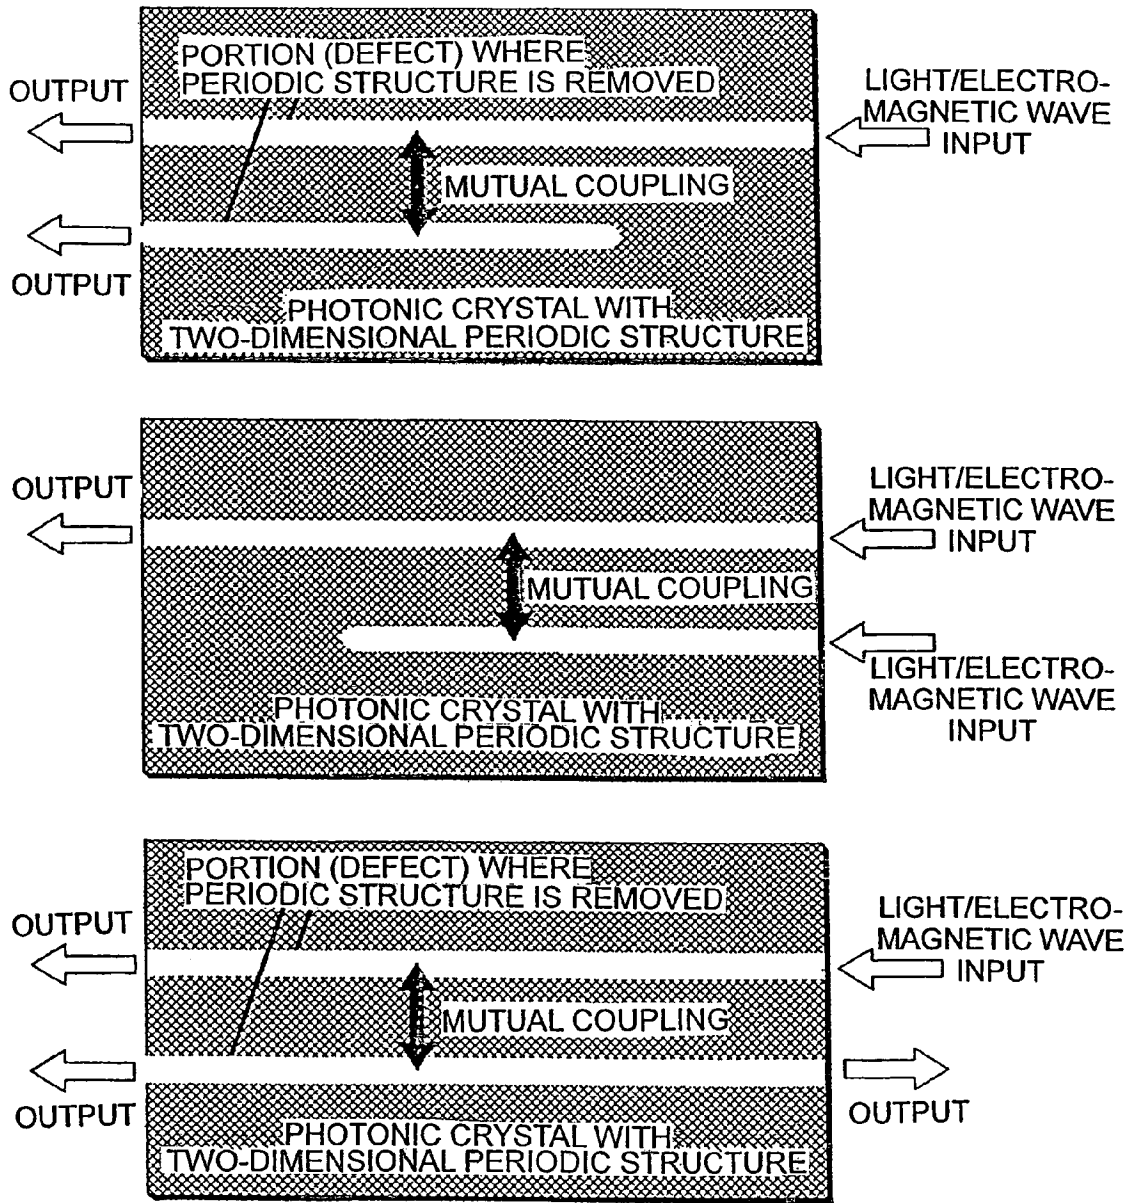 PORTION (DEFECT) WHERE
PERIODIC STRUCTURE IS REMOVED
OUTPUT
LIGHT/ELECTRO-
MAGNETIC WAVE
INPUT
MUTUAL COUPLING
OUTPUT
PHOTONIC CRYSTAL WITH
TWO-DIMENSIONAL PERIODIC STRUCTURE
OUTPUT
LIGHT/ELECTRO-
MAGNETIC WAVE
INPUT
MUTUAL COUPLING
LIGHT/ELECTRO-
MAGNETIC WAVE
INPUT
PHOTONIC CRYSTAL WITH
TWO-DIMENSIONAL PERIODIC STRUCTURE
PORTION (DEFECT) WHERE
PERIODIC STRUCTURE IS REMOVED
OUTPUT
LIGHT/ELECTRO-
MAGNETIC WAVE
INPUT
MUTUAL COUPLING
OUTPUT
OUTPUT
PHOTONIC CRYSTAL WITH
TWO-DIMENSIONAL PERIODIC STRUCTURE